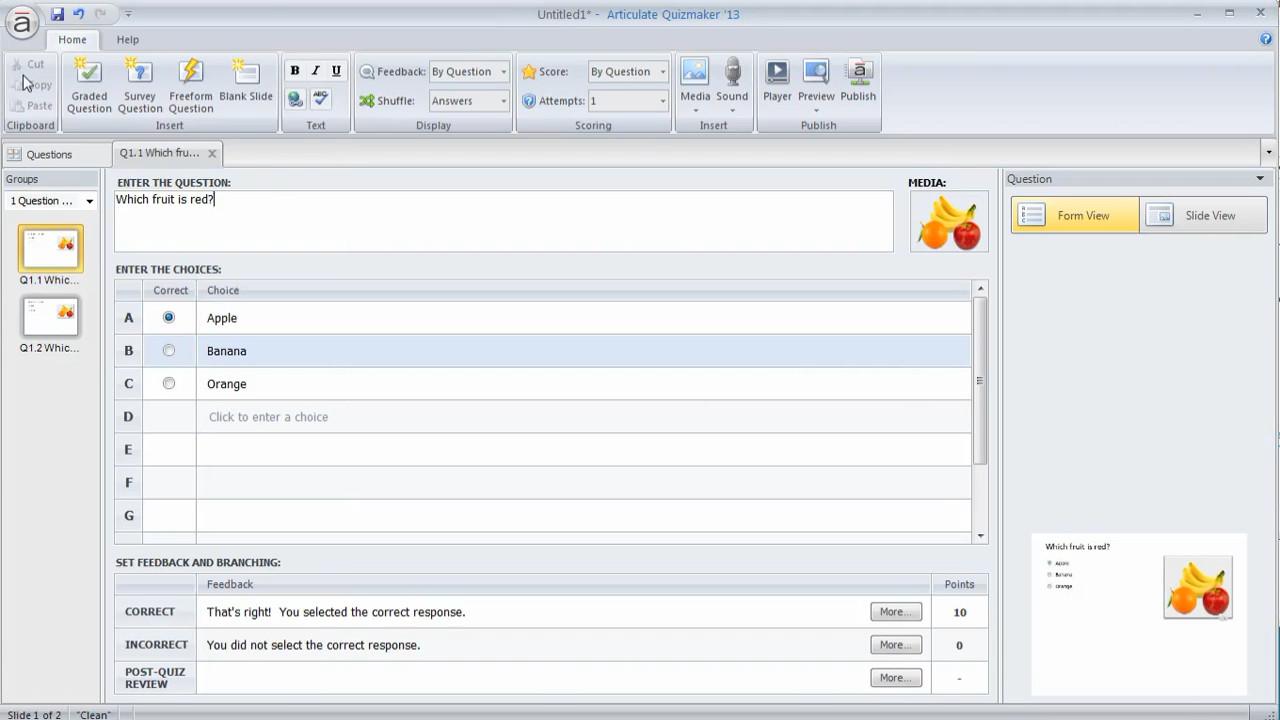 Untitled1* - Articulate Quizmaker '13
Home Help
Cut
Copy
Paste
Clipboard
Graded Question
Survey Question
Freeform Question
Blank Slide
Insert
B I U
ABC
Text
Feedback: By Question
Shuffle: Answers
Display
Score: By Question
Attempts: 1
Scoring
Media Sound
Insert
Player Preview Publish
Publish
Questions
Q1.1 Which fru...
Groups
1 Question ...
Q1.1 Whic...
Q1.2 Whic...
ENTER THE QUESTION:
Which fruit is red?
MEDIA:
ENTER THE CHOICES:
Correct Choice
A Apple
B Banana
C Orange
D Click to enter a choice
E
F
G
SET FEEDBACK AND BRANCHING:
Feedback Points
CORRECT That's right! You selected the correct response. More... 10
INCORRECT You did not select the correct response. More... 0
POST-QUIZ REVIEW More... -
Question
Form View Slide View
Which fruit is red?
Apple
Banana
Orange
Slide 1 of 2 "Clean"